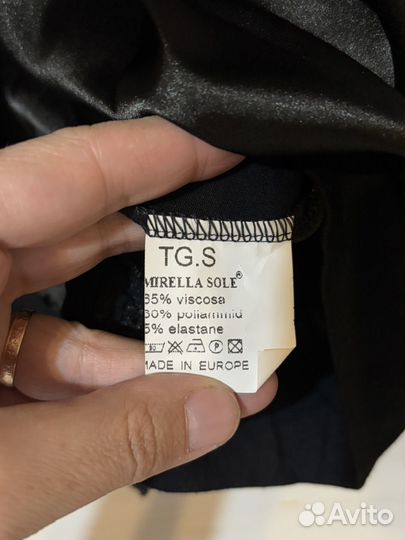 TG.S
MIRELLA SOLE®
65% viscosa
30% poliammid
5% elastane
MADE IN EUROPE
Avito